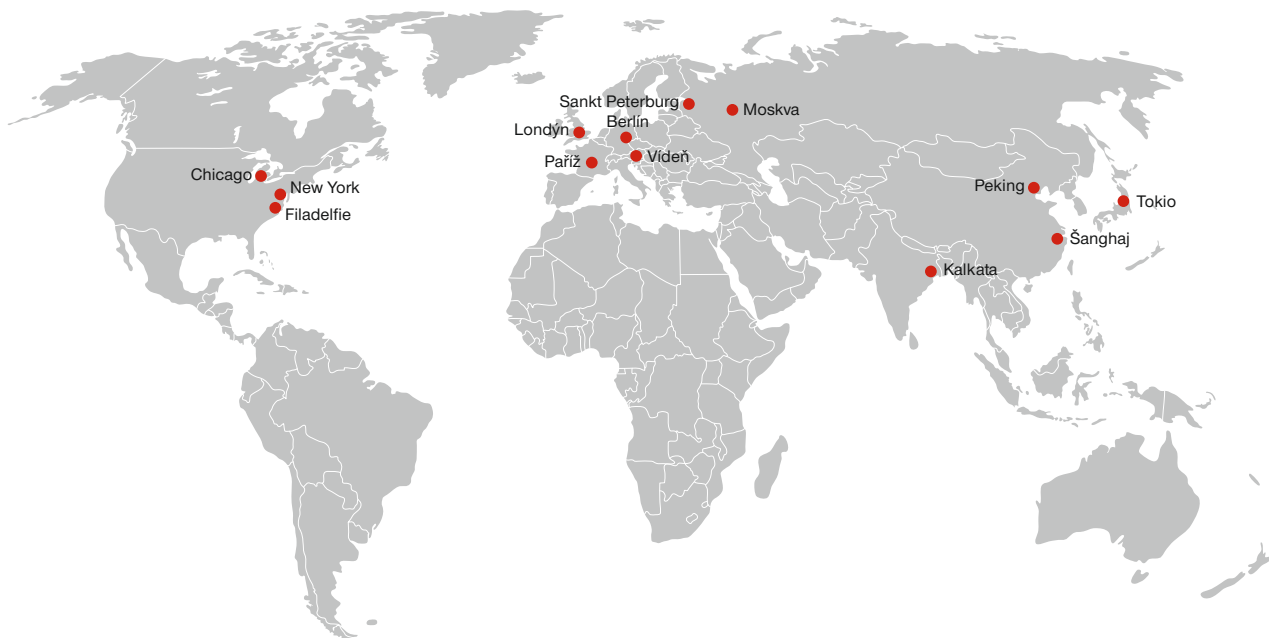 Sankt Peterburg
Moskva
Berlín
Londýn
Paříž
Vídeň
Chicago
New York
Filadelfie
Peking
Tokio
Šanghaj
Kalkata